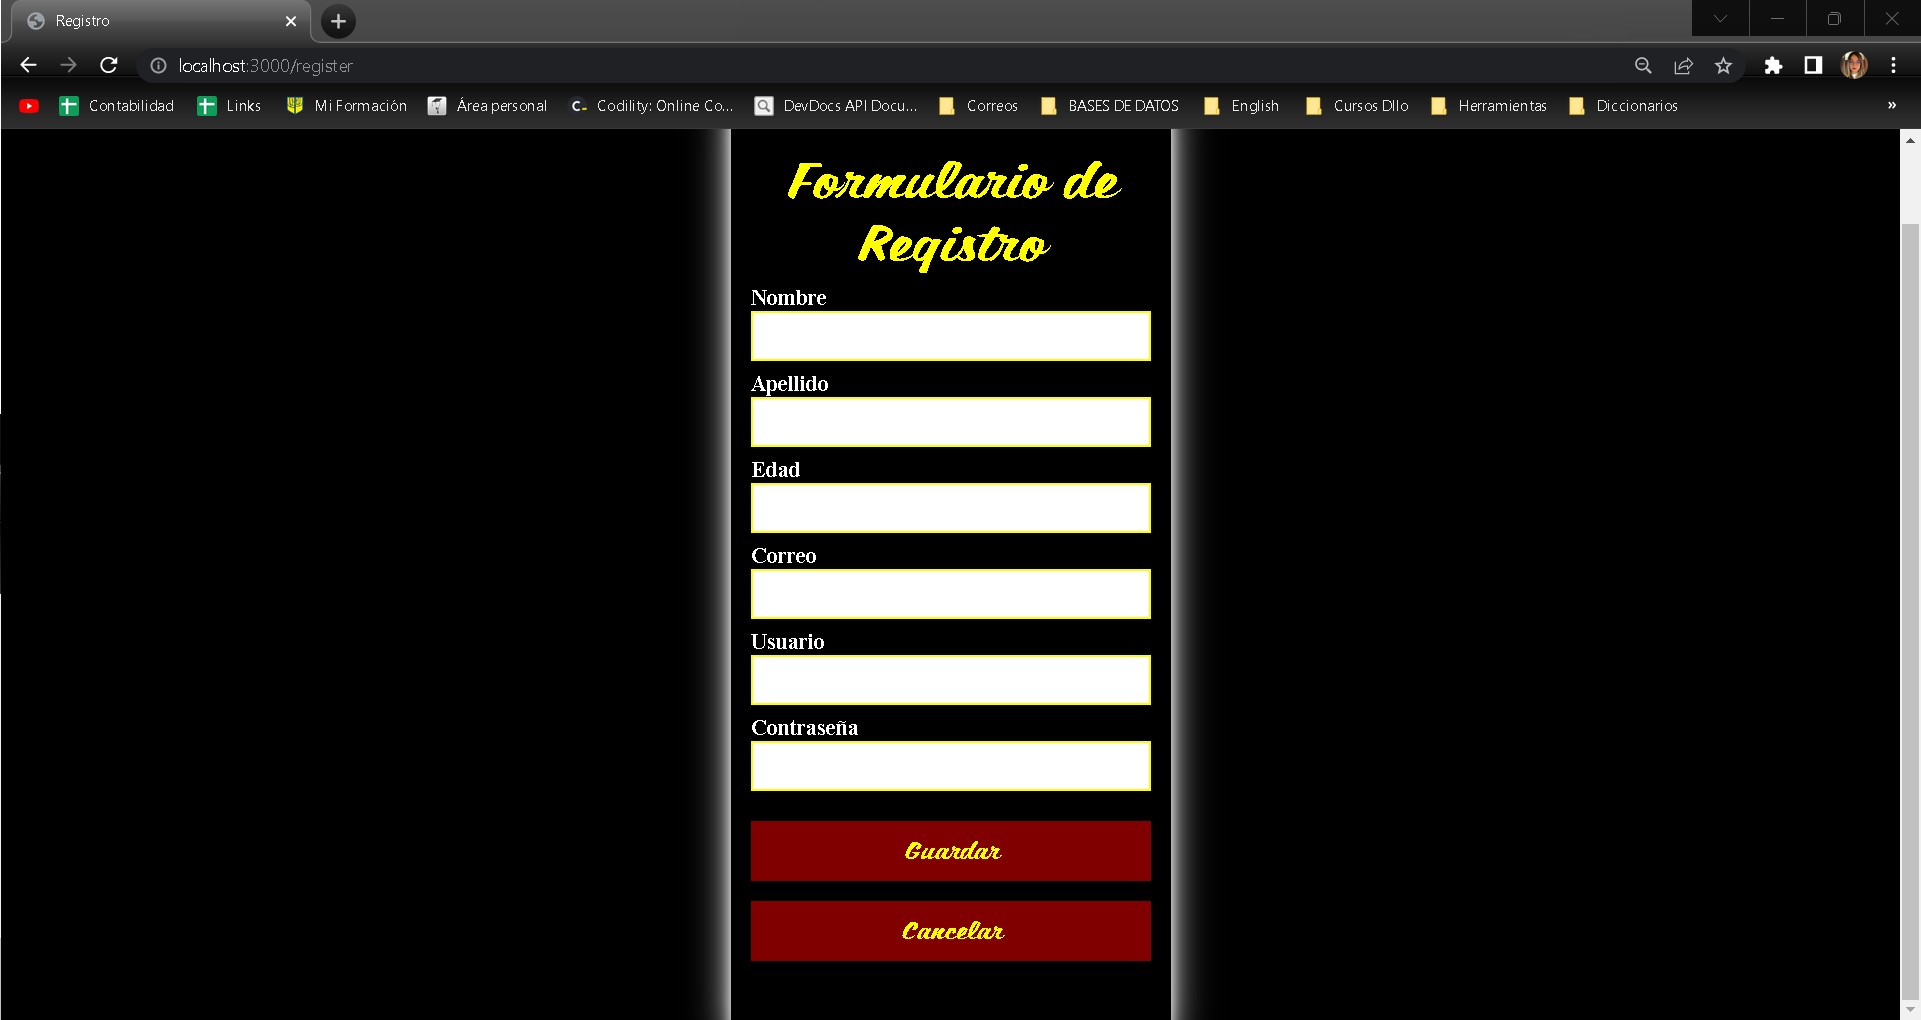 Registro
localhost:3000/register
Contabilidad Links Mi Formación Área personal Codility: Online Co... DevDocs API Docu... Correos BASES DE DATOS English Cursos Dllo Herramientas Diccionarios »
Formulario de
Registro
Nombre
Apellido
Edad
Correo
Usuario
Contraseña
Guardar
Cancelar